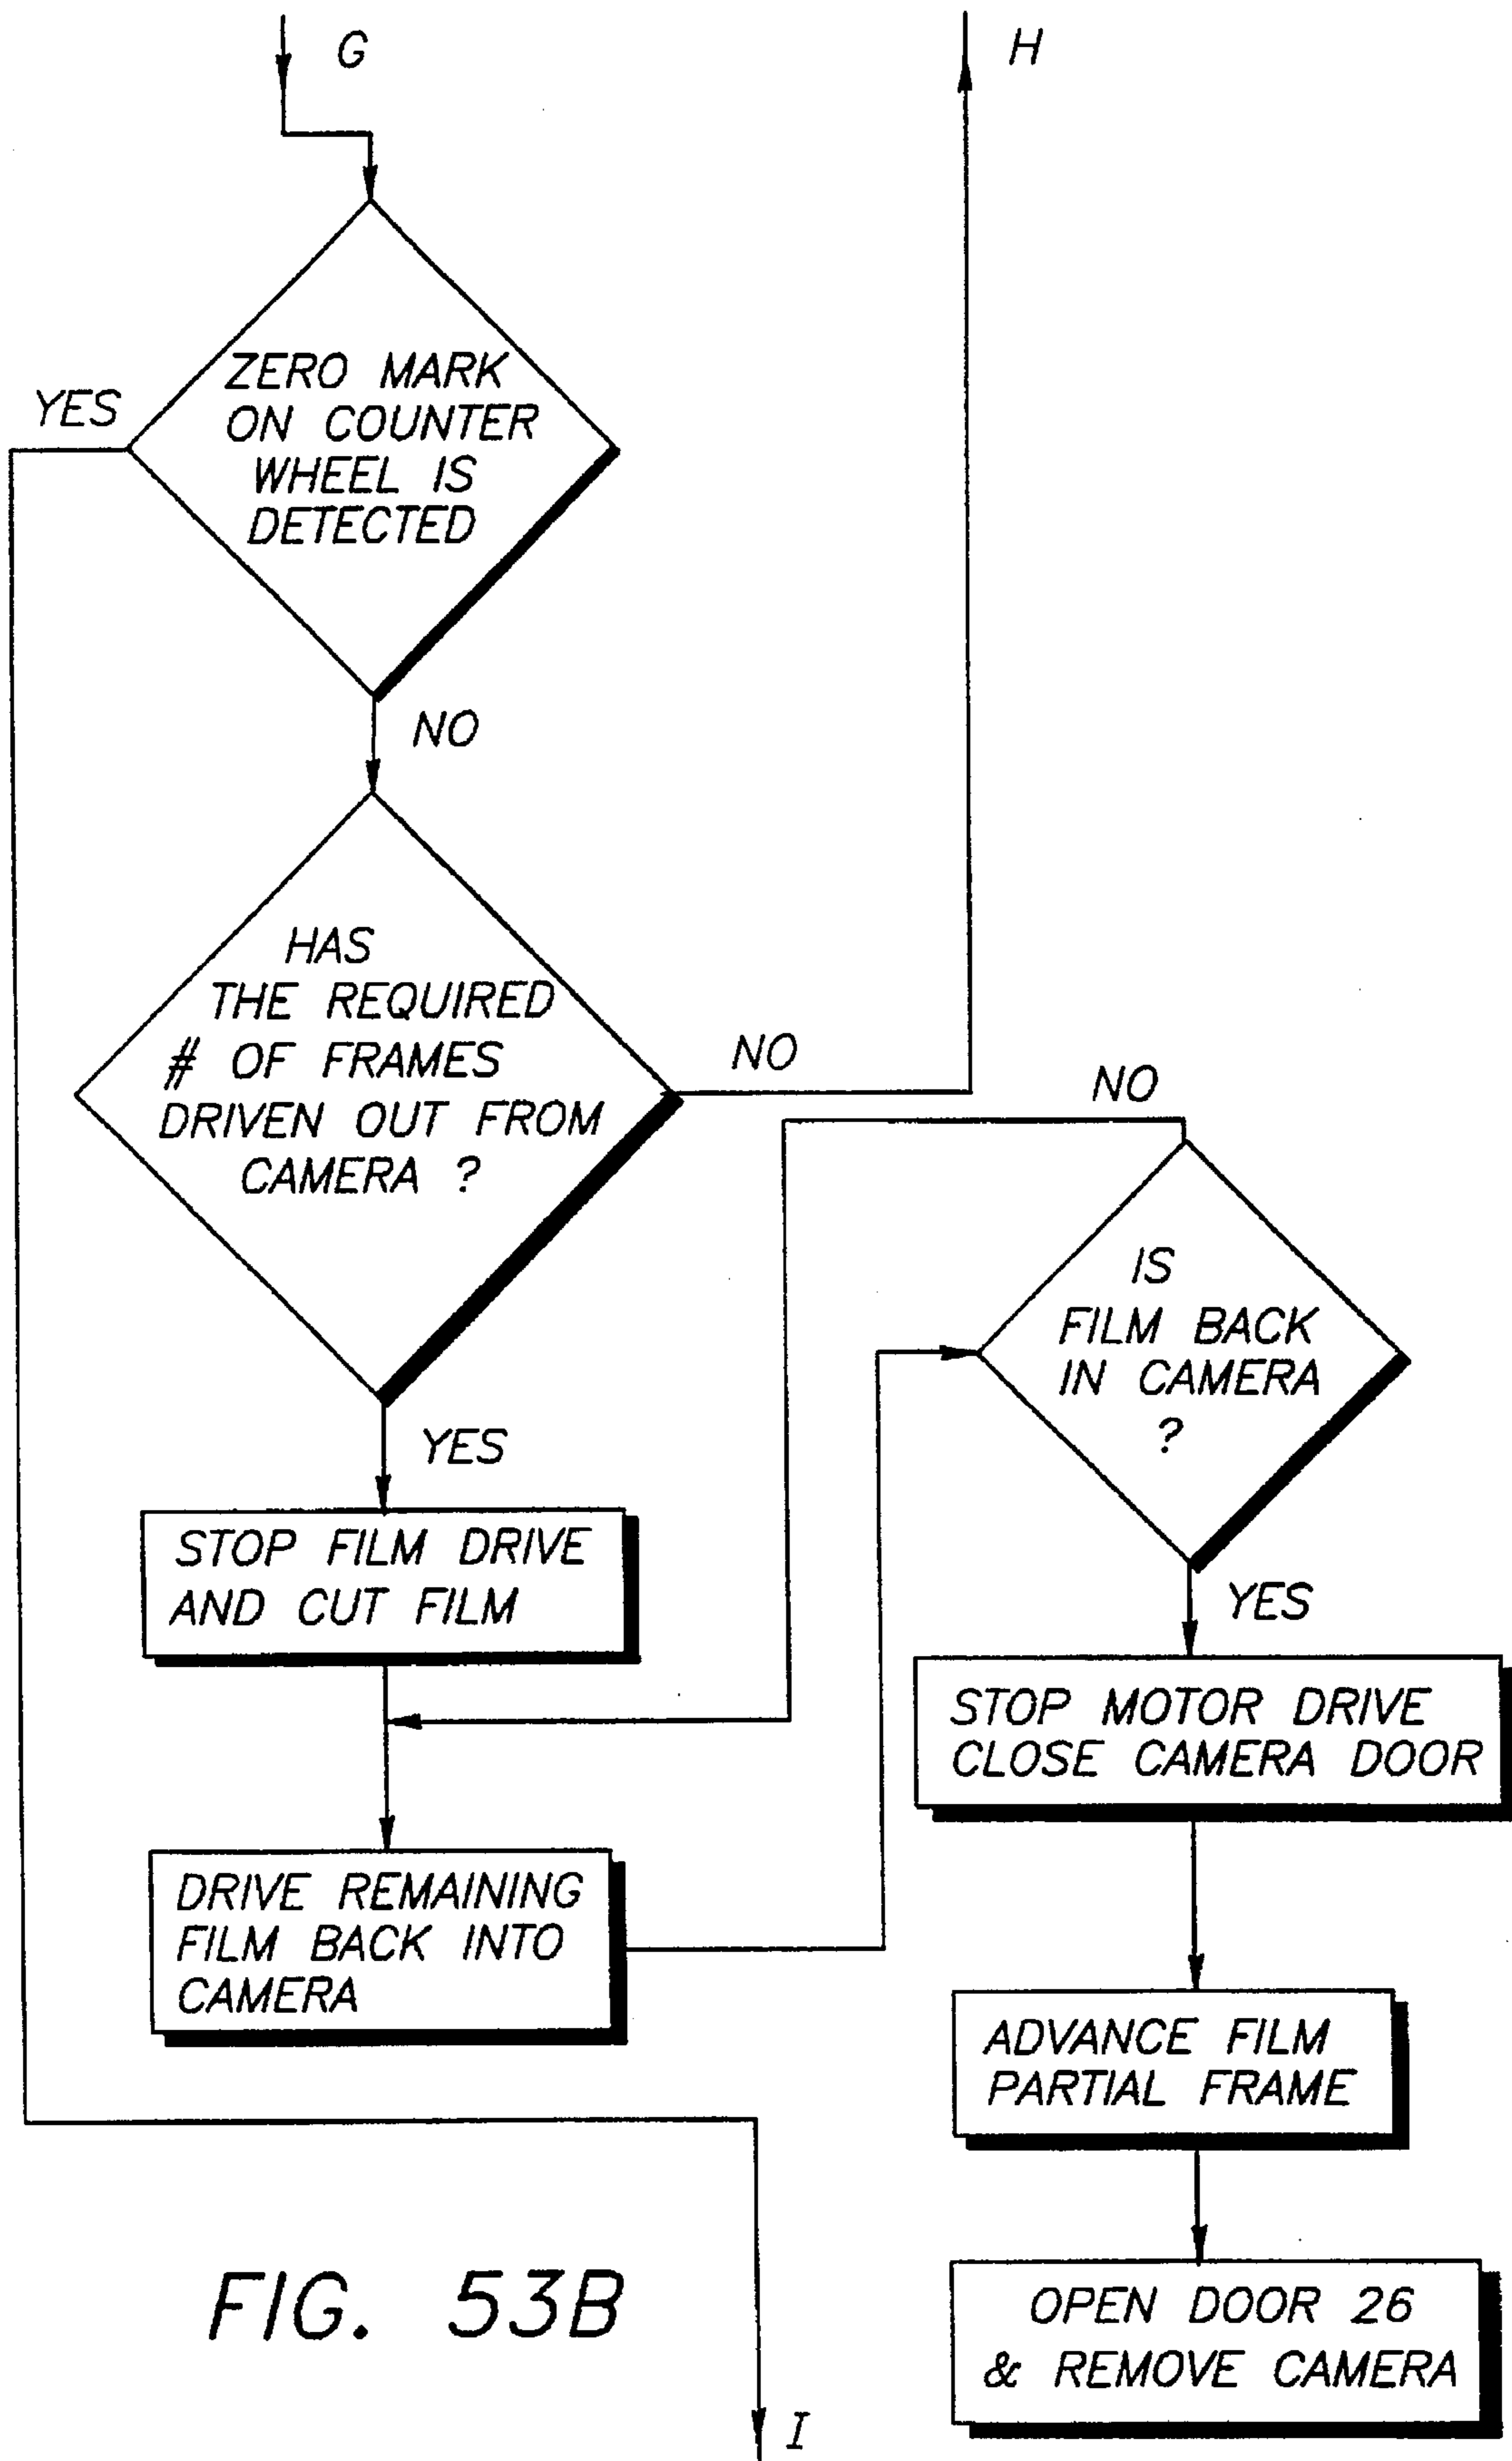 G
H
ZERO MARK
ON COUNTER
WHEEL IS
DETECTED
YES
NO
HAS
THE REQUIRED
# OF FRAMES
DRIVEN OUT FROM
CAMERA ?
NO
YES
STOP FILM DRIVE
AND CUT FILM
DRIVE REMAINING
FILM BACK INTO
CAMERA
NO
IS
FILM BACK
IN CAMERA
?
YES
STOP MOTOR DRIVE
CLOSE CAMERA DOOR
ADVANCE FILM
PARTIAL FRAME
OPEN DOOR 26
& REMOVE CAMERA
I
FIG. 53B